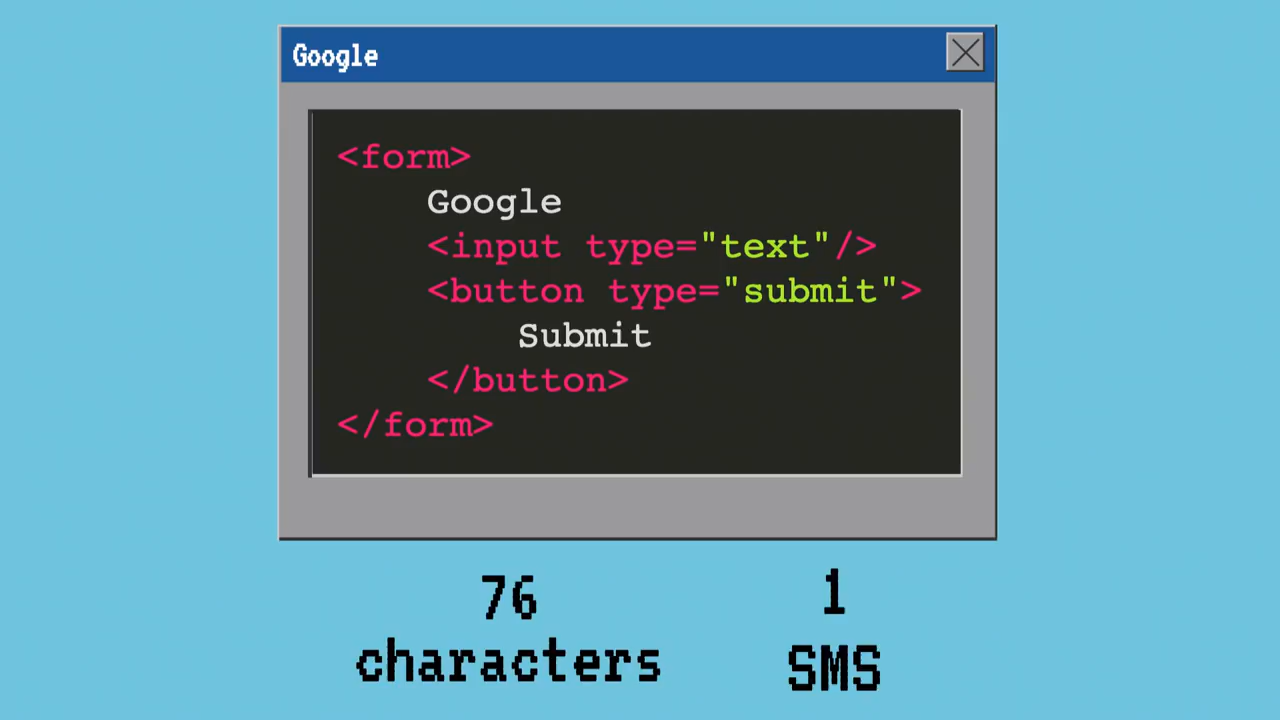 Google
<form>
Google
<input type="text"/>
<button type="submit">
Submit
</button>
</form>
76
characters
1
SMS